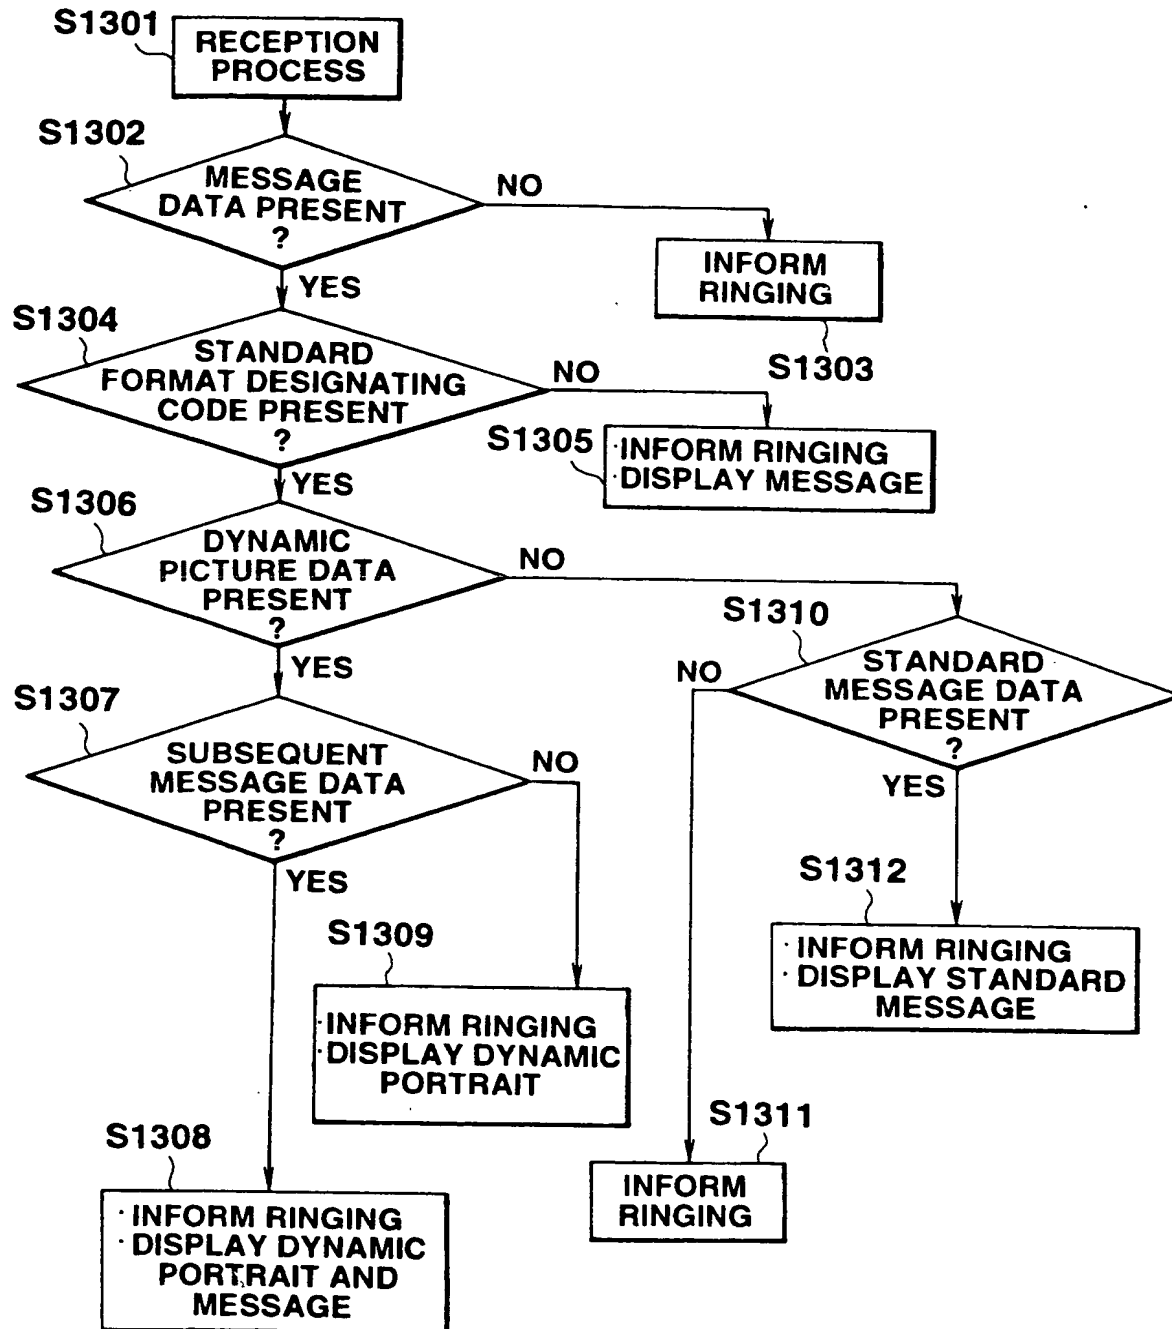 S1301
RECEPTION
PROCESS
S1302
MESSAGE
DATA PRESENT
?
NO
YES
INFORM
RINGING
S1303
S1304
STANDARD
FORMAT DESIGNATING
CODE PRESENT
?
NO
YES
S1305
·INFORM RINGING
·DISPLAY MESSAGE
S1306
DYNAMIC
PICTURE DATA
PRESENT
?
NO
YES
S1310
STANDARD
MESSAGE DATA
PRESENT
?
NO
YES
S1307
SUBSEQUENT
MESSAGE DATA
PRESENT
?
NO
YES
S1312
· INFORM RINGING
· DISPLAY STANDARD
MESSAGE
S1309
·INFORM RINGING
·DISPLAY DYNAMIC
PORTRAIT
S1311
INFORM
RINGING
S1308
· INFORM RINGING
· DISPLAY DYNAMIC
PORTRAIT AND
MESSAGE